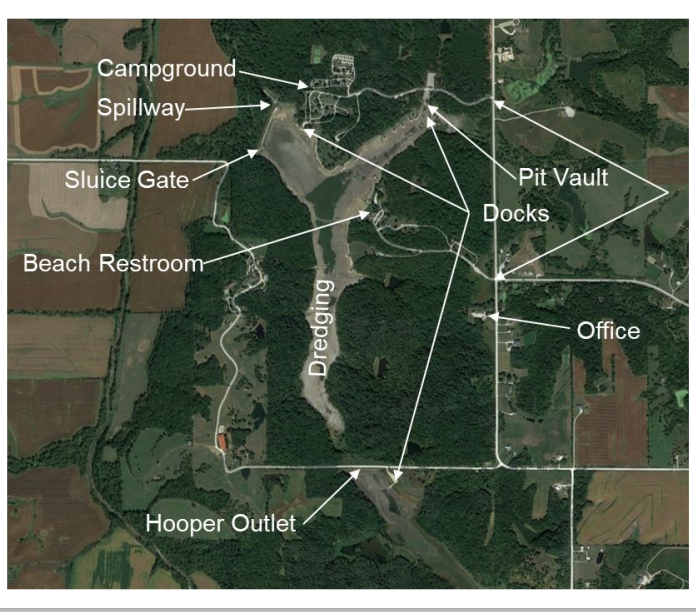 Campground
Spillway
Sluice Gate
Pit Vault
Docks
Beach Restroom
Dredging
Office
Hooper Outlet